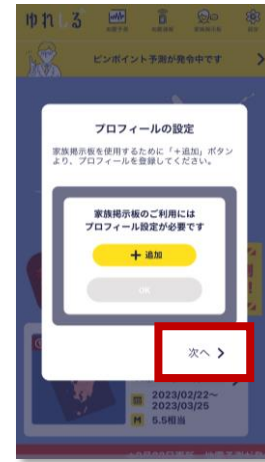 ゆれしる
ピンポイント予測が発令中です
プロフィールの設定
家族掲示板を使用するために「+追加」ボタン
より、プロフィールを登録してください。
家族掲示板のご利用には
プロフィール設定が必要です
+ 追加
OK
次へ
2023/02/22〜
2023/03/25
M 5.5相当